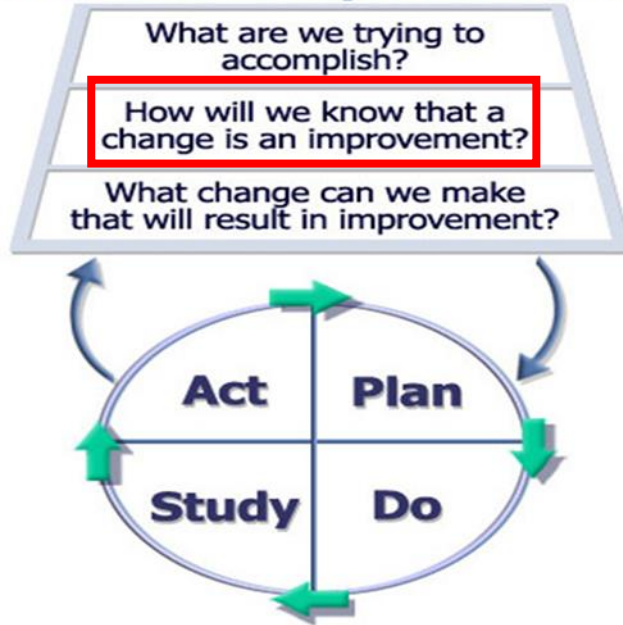 What are we trying to
accomplish?
How will we know that a
change is an improvement?
What change can we make
that will result in improvement?
Act
Plan
Study
Do